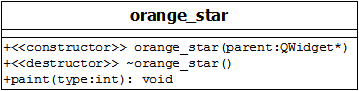 orange_star
+<<constructor>> orange_star(parent:QWidget*)
+<<destructor>> ~orange_star()
+paint(type:int): void